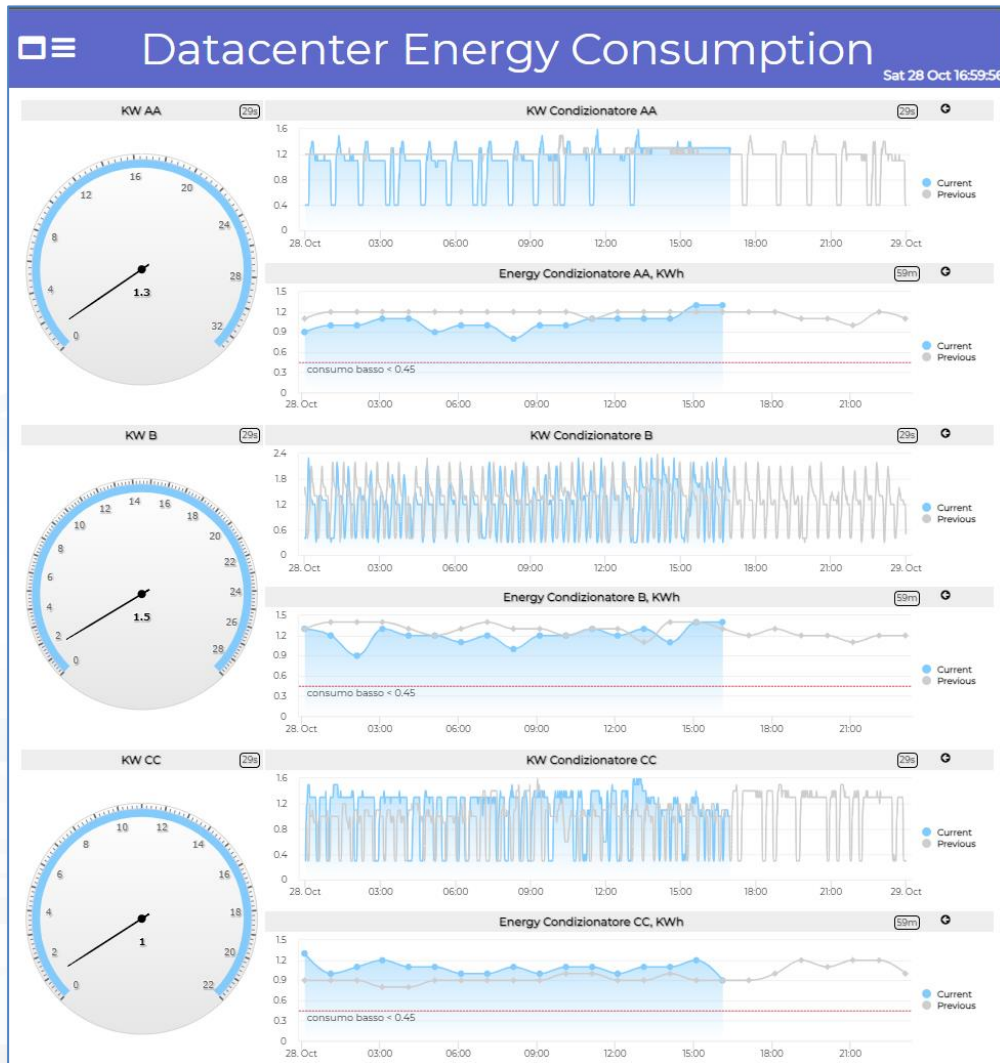 Datacenter Energy Consumption
Sat 28 Oct 16:59:56
KW AA 29s
0 4 8 12 16 20 24 28 32
1.3
KW Condizionatore AA 29s
1.6
1.2
0.8
0.4
0
28. Oct 03:00 06:00 09:00 12:00 15:00 18:00 21:00 29. Oct
Current
Previous
Energy Condizionatore AA, KWh 59m
1.5
1.2
0.9
0.6
0.3
0
consumo basso < 0.45
28. Oct 03:00 06:00 09:00 12:00 15:00 18:00 21:00
Current
Previous
KW B 29s
0 2 4 6 8 10 12 14 16 18 20 22 24 26 28
1.5
KW Condizionatore B 29s
2.4
1.8
1.2
0.6
0
28. Oct 03:00 06:00 09:00 12:00 15:00 18:00 21:00 29. Oct
Current
Previous
Energy Condizionatore B, KWh 59m
1.5
1.2
0.9
0.6
0.3
0
consumo basso < 0.45
28. Oct 03:00 06:00 09:00 12:00 15:00 18:00 21:00
Current
Previous
KW CC 29s
0 2 4 6 8 10 12 14 16 18 20 22
1
KW Condizionatore CC 29s
1.6
1.2
0.8
0.4
0
28. Oct 03:00 06:00 09:00 12:00 15:00 18:00 21:00 29. Oct
Current
Previous
Energy Condizionatore CC, KWh 59m
1.5
1.2
0.9
0.6
0.3
0
consumo basso < 0.45
28. Oct 03:00 06:00 09:00 12:00 15:00 18:00 21:00
Current
Previous